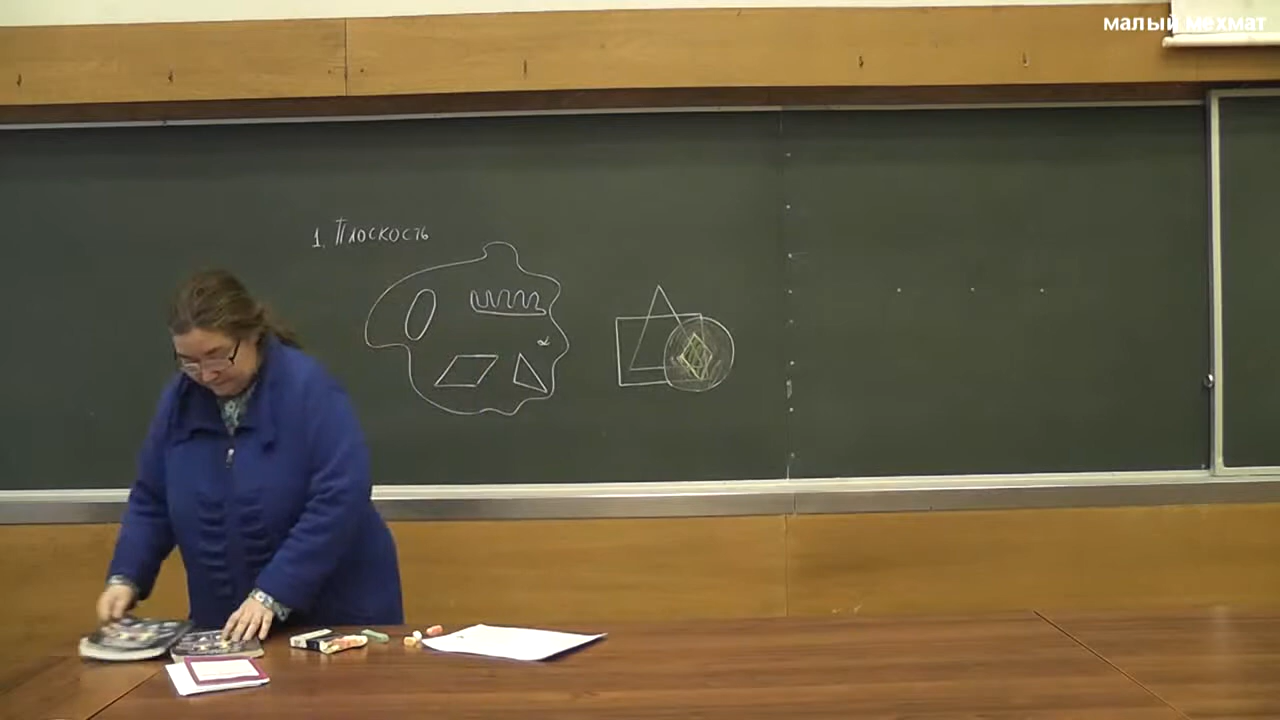 малый мехмат
1. Плоскость
α